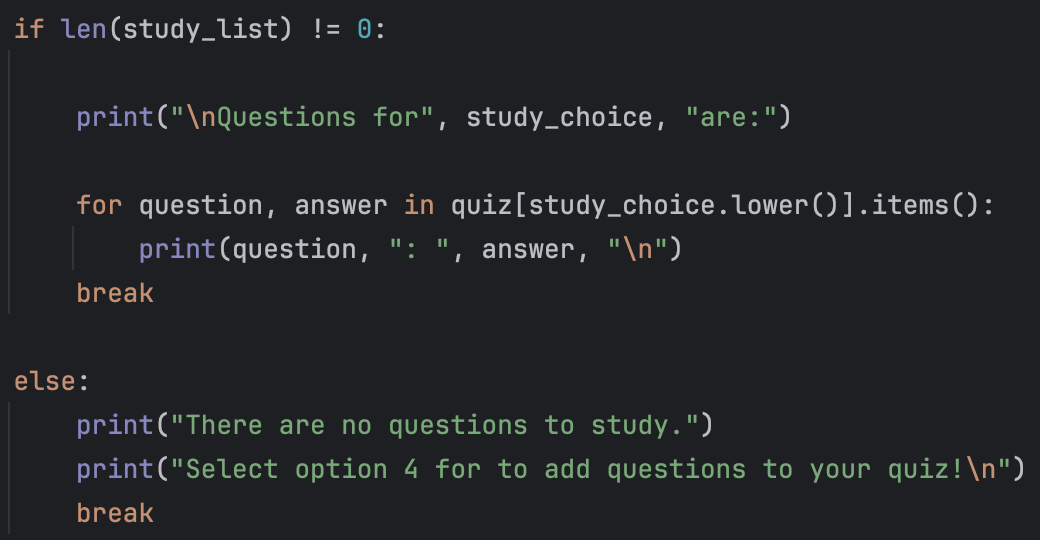 if len(study_list) != 0:
print("\nQuestions for", study_choice, "are:")
for question, answer in quiz[study_choice.lower()].items():
print(question, ": ", answer, "\n")
break
else:
print("There are no questions to study.")
print("Select option 4 for to add questions to your quiz!\n")
break